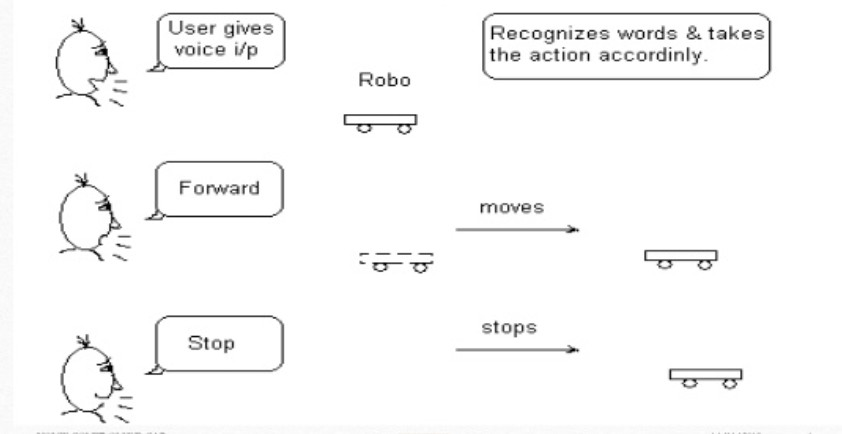 User gives
voice i/p
Recognizes words & takes
the action accordinly.
Robo
Forward
moves
Stop
stops